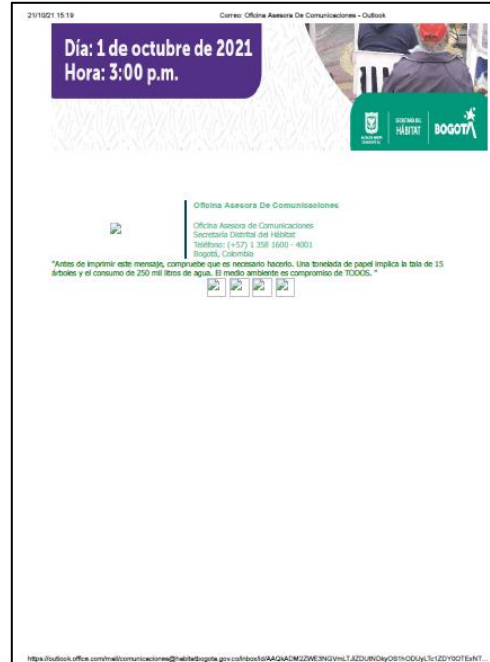 21/10/21 15:19
Correo: Oficina Asesora De Comunicaciones - Outlook
Día: 1 de octubre de 2021
Hora: 3:00 p.m.
SECRETARÍA DEL
HÁBITAT
BOGOTÁ
Oficina Asesora De Comunicaciones
Oficina Asesora de Comunicaciones
Secretaría Distrital del Hábitat
Teléfono: (+57) 1 358 1600 - 4001
Bogotá, Colombia
"Antes de imprimir este mensaje, compruebe que es necesario hacerlo. Una tonelada de papel implica la tala de 15
árboles y el consumo de 250 mil litros de agua. El medio ambiente es compromiso de TODOS. "